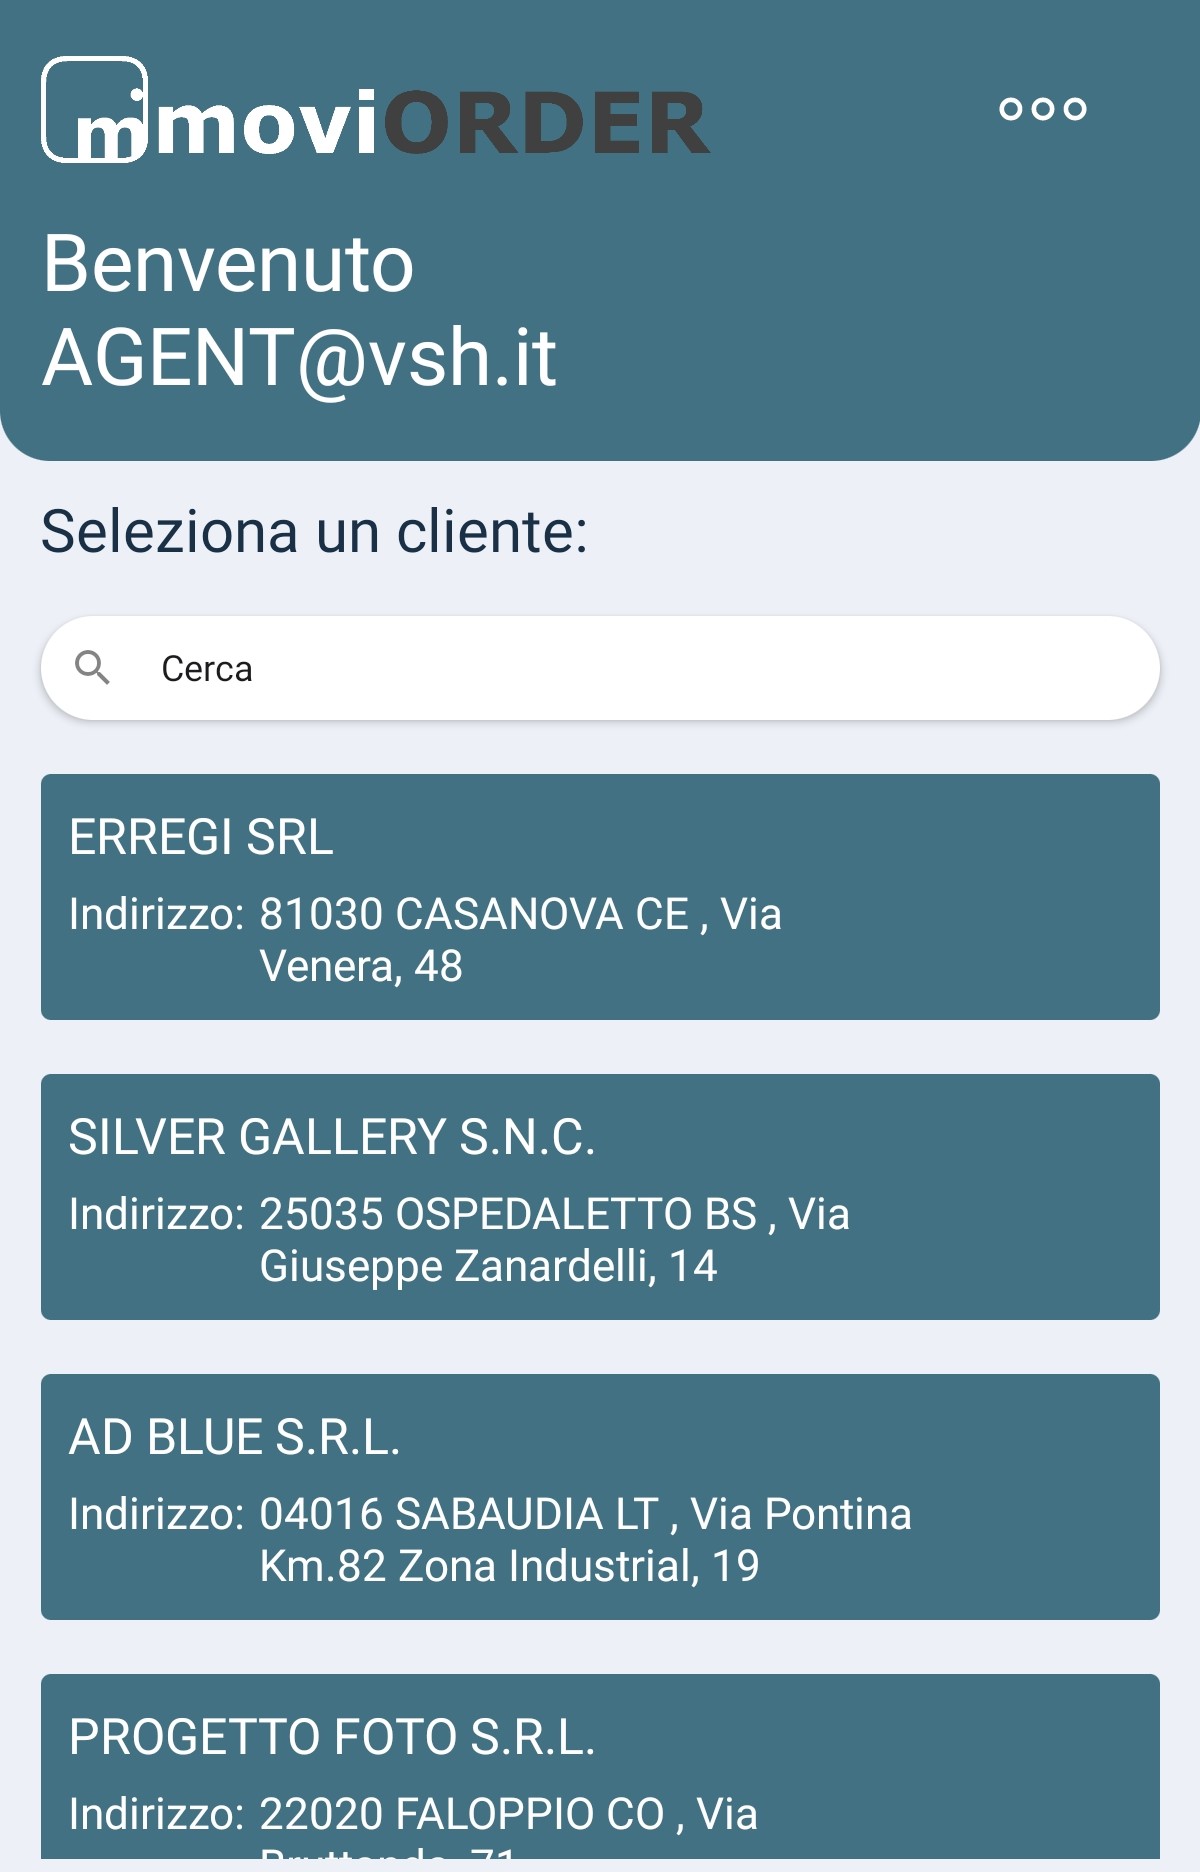 m moviORDER
Benvenuto
AGENT@vsh.it
Seleziona un cliente:
Cerca
ERREGI SRL
Indirizzo: 81030 CASANOVA CE , Via
Venera, 48
SILVER GALLERY S.N.C.
Indirizzo: 25035 OSPEDALETTO BS , Via
Giuseppe Zanardelli, 14
AD BLUE S.R.L.
Indirizzo: 04016 SABAUDIA LT , Via Pontina
Km.82 Zona Industrial, 19
PROGETTO FOTO S.R.L.
Indirizzo: 22020 FALOPPIO CO , Via
71